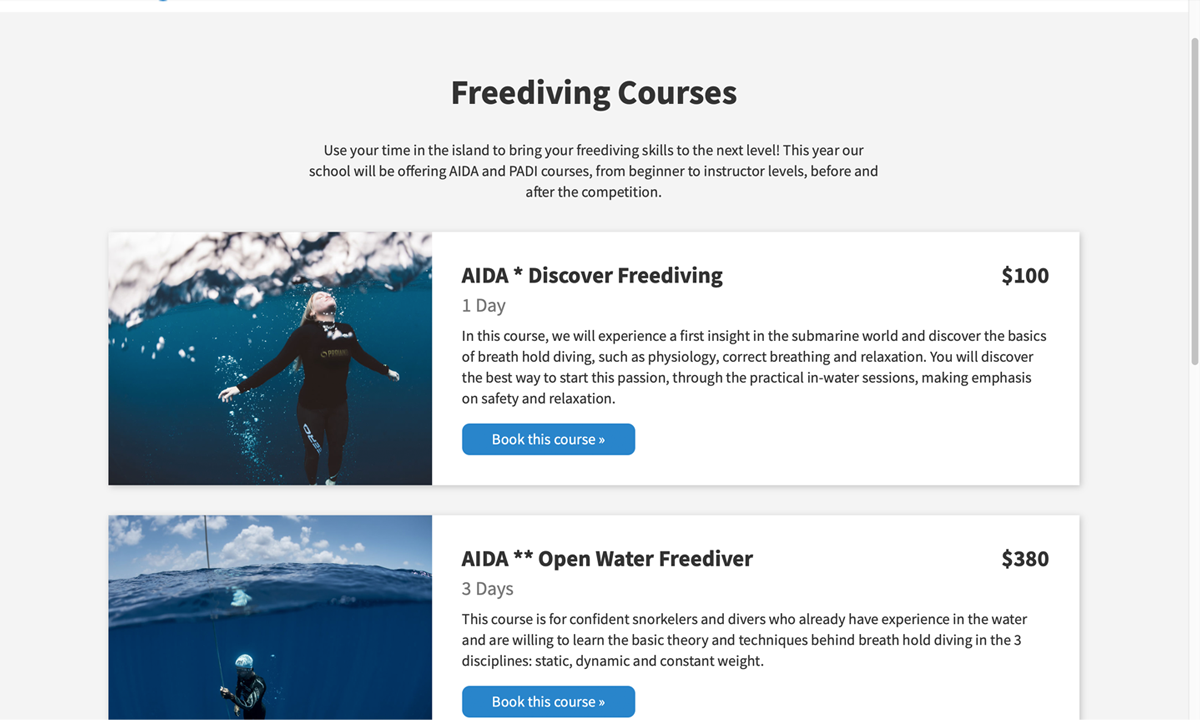 Freediving Courses
Use your time in the island to bring your freediving skills to the next level! This year our
school will be offering AIDA and PADI courses, from beginner to instructor levels, before and
after the competition.
AIDA * Discover Freediving
$100
1 Day
In this course, we will experience a first insight in the submarine world and discover the basics
of breath hold diving, such as physiology, correct breathing and relaxation. You will discover
the best way to start this passion, through the practical in-water sessions, making emphasis
on safety and relaxation.
Book this course »
AIDA ** Open Water Freediver
$380
3 Days
This course is for confident snorkelers and divers who already have experience in the water
and are willing to learn the basic theory and techniques behind breath hold diving in the 3
disciplines: static, dynamic and constant weight.
Book this course »